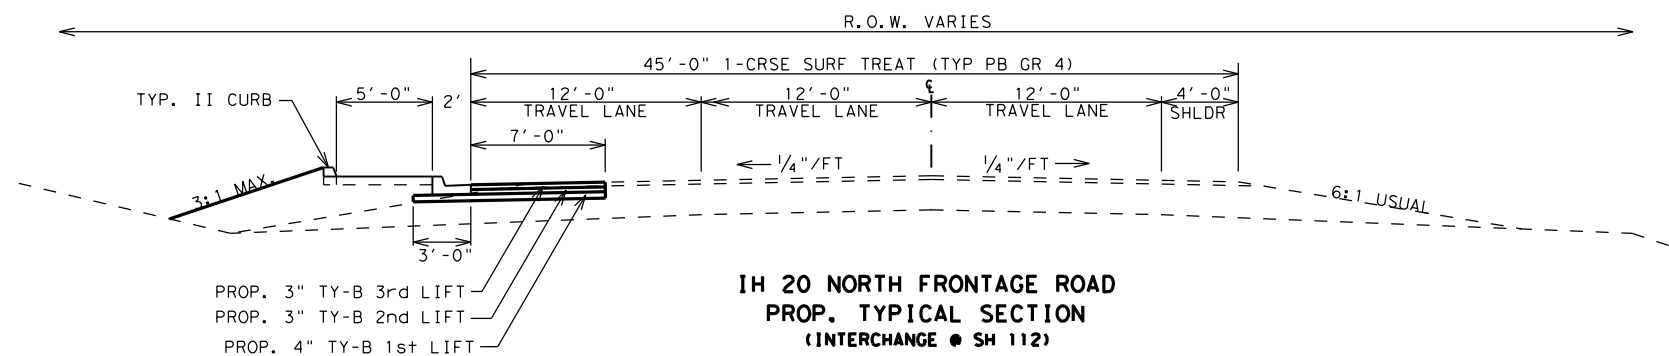 R.O.W. VARIES
45'-0" 1-CRSE SURF TREAT (TYP PB GR 4)
TYP. II CURB
5'-0"
2'
12'-0"
TRAVEL LANE
12'-0"
TRAVEL LANE
℄
12'-0"
TRAVEL LANE
4'-0"
SHLDR
7'-0"
1/4"/FT
1/4"/FT
3:1 MAX.
6:1 USUAL
3'-0"
PROP. 3" TY-B 3rd LIFT
PROP. 3" TY-B 2nd LIFT
PROP. 4" TY-B 1st LIFT
IH 20 NORTH FRONTAGE ROAD
PROP. TYPICAL SECTION
(INTERCHANGE @ SH 112)